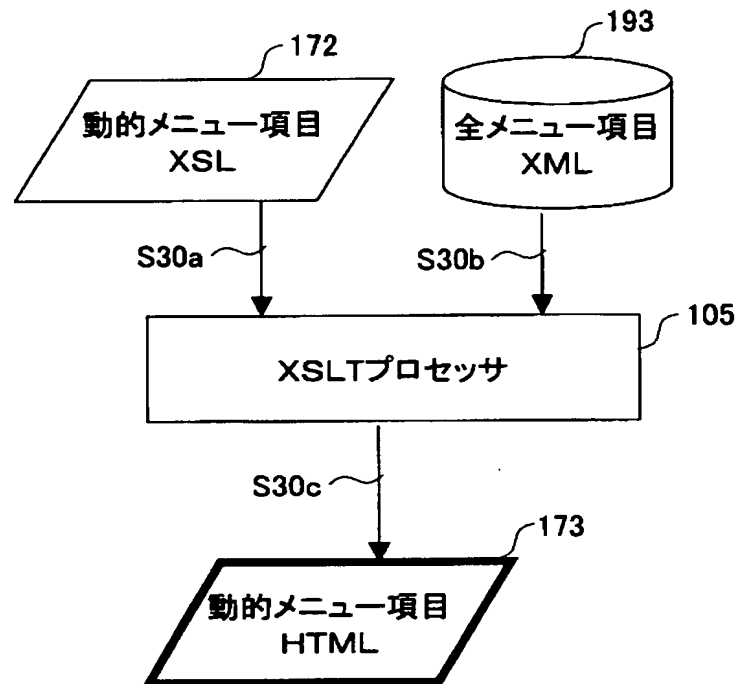 172
193
動的メニュー項目
XSL
全メニュー項目
XML
S30a
S30b
105
XSLTプロセッサ
S30c
173
動的メニュー項目
HTML